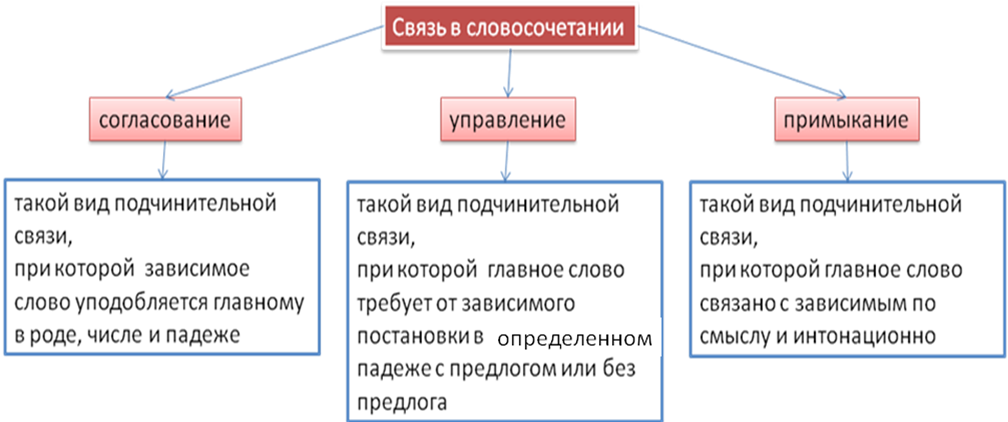 Связь в словосочетании
согласование
управление
примыкание
такой вид подчинительной
связи,
при которой зависимое
слово уподобляется главному
в роде, числе и падеже
такой вид подчинительной
связи,
при которой главное слово
требует от зависимого
постановки в определенном
падеже с предлогом или без
предлога
такой вид подчинительной
связи,
при которой главное слово
связано с зависимым по
смыслу и интонационно